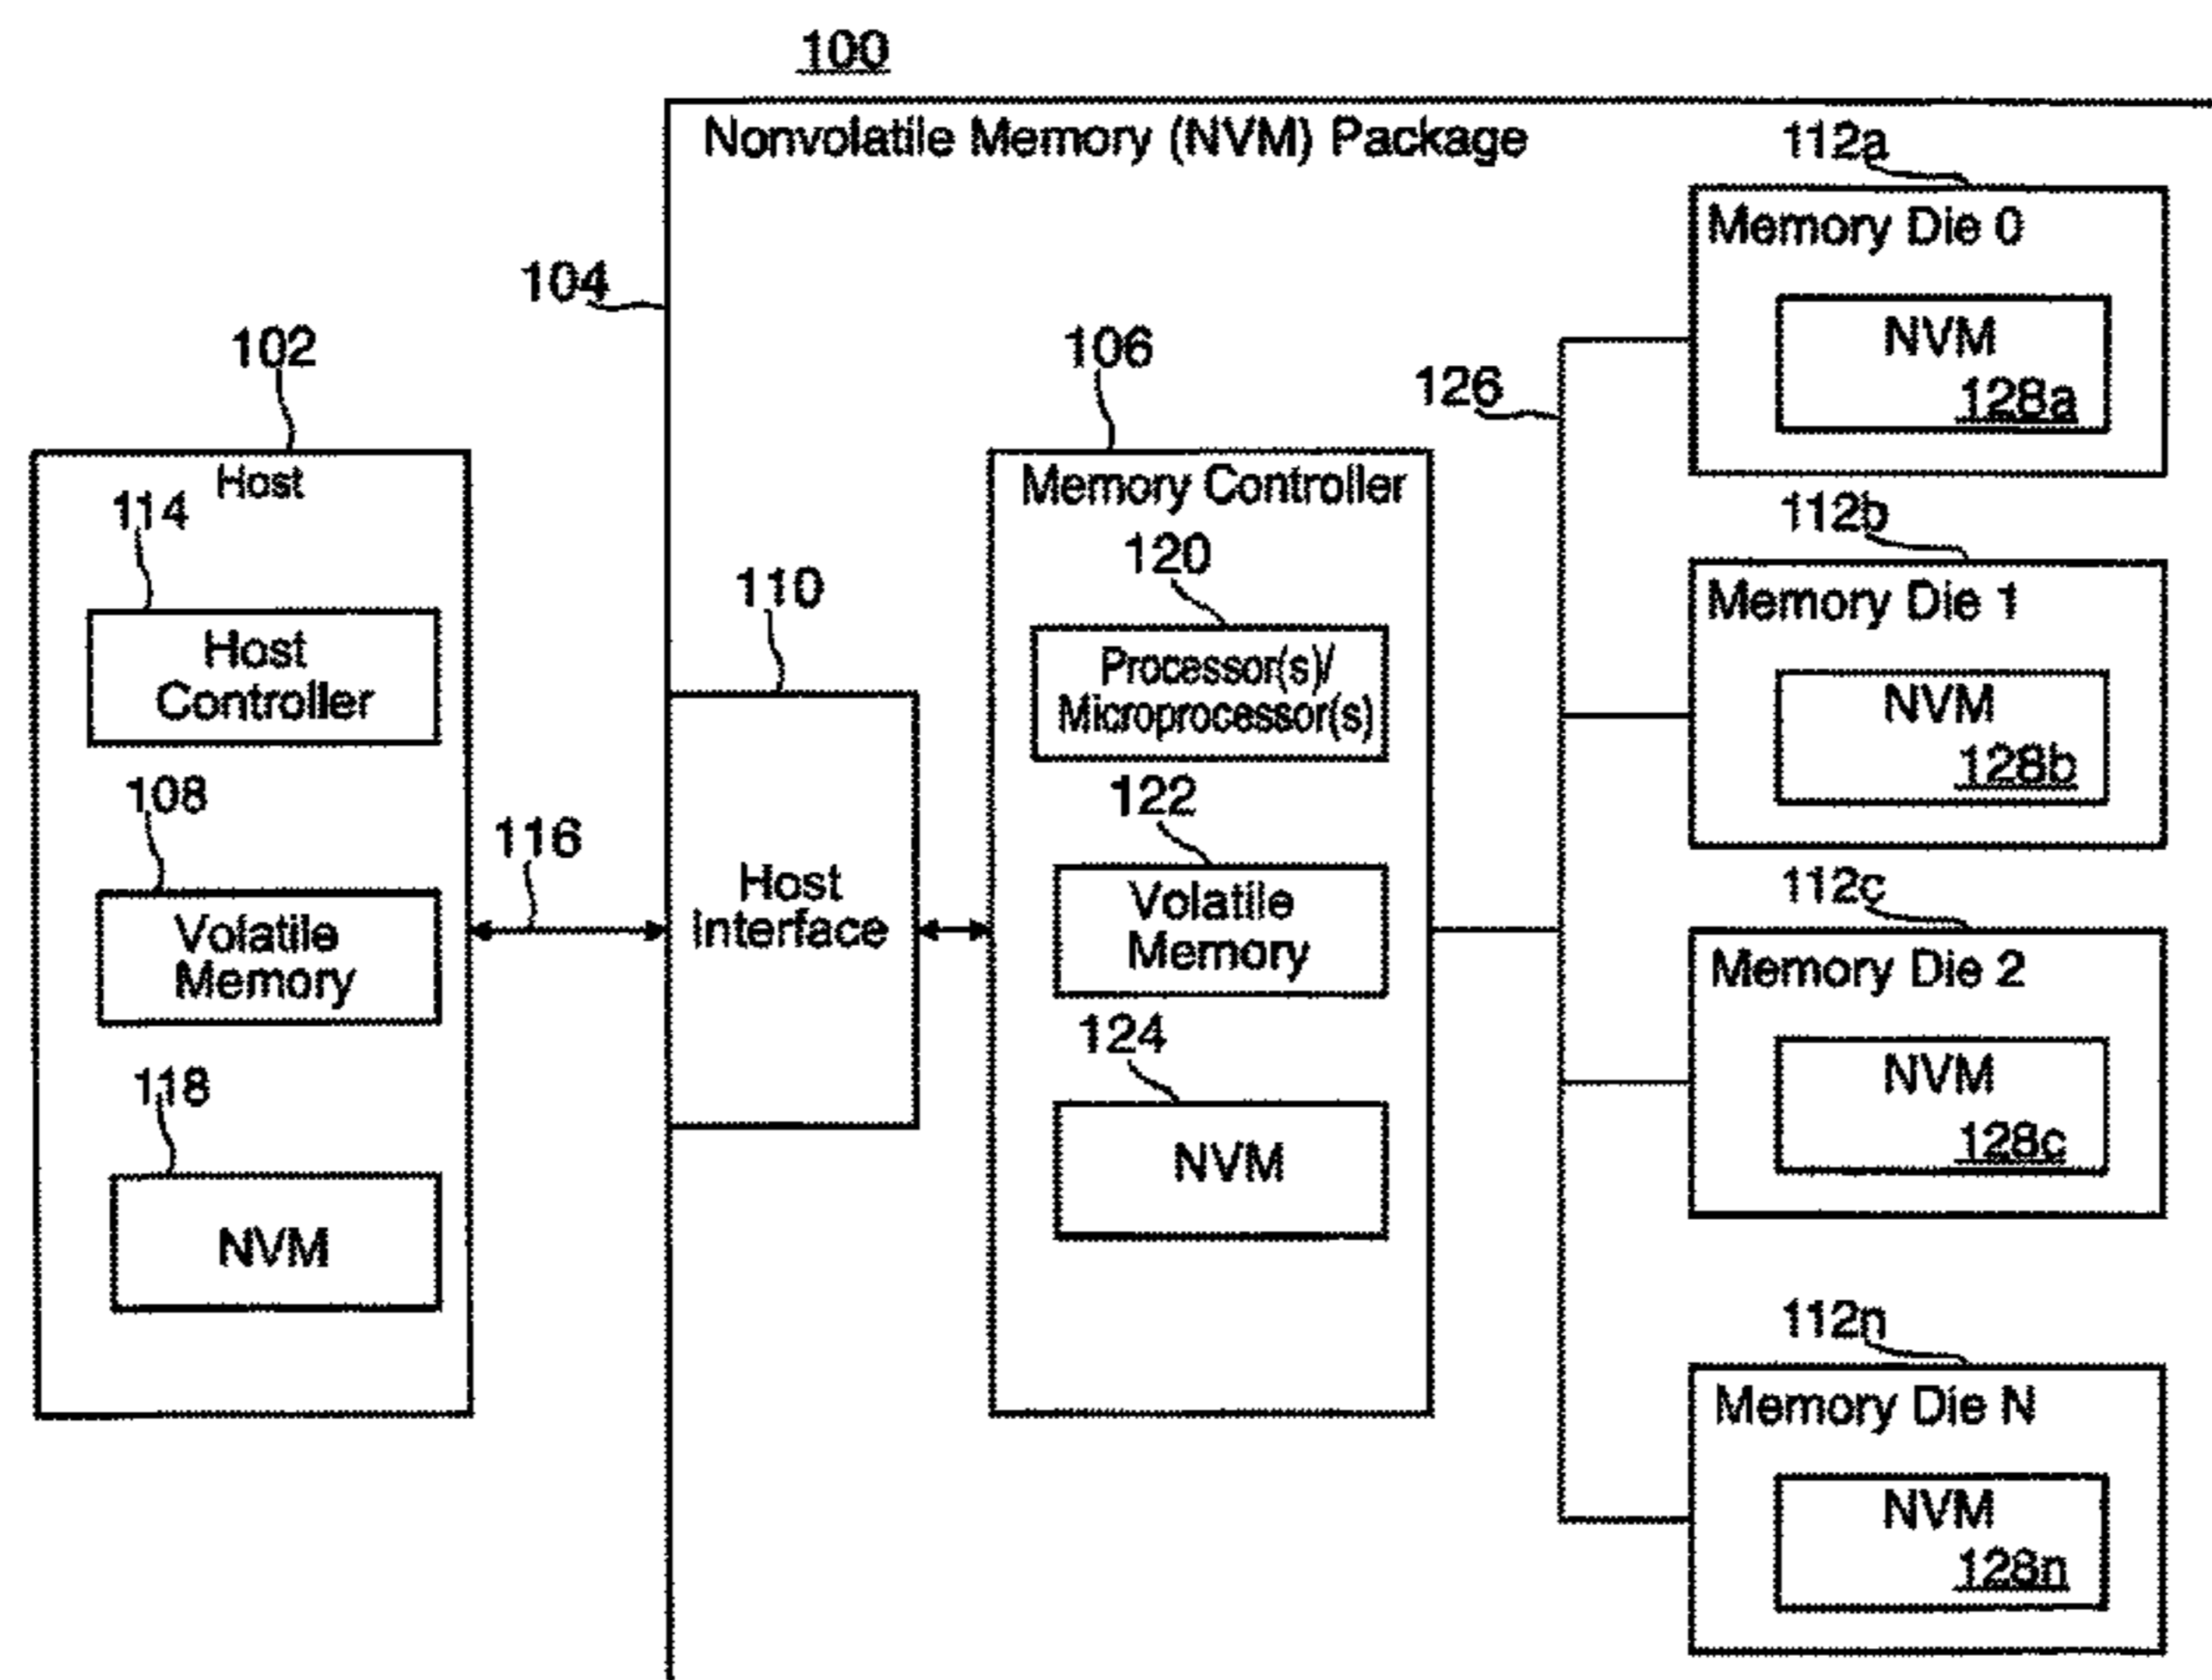 100
Nonvolatile Memory (NVM) Package
104
102
Host
114
Host
Controller
108
Volatile
Memory
118
NVM
116
110
Host
Interface
106
Memory Controller
120
Processor(s)/
Microprocessor(s)
122
Volatile
Memory
124
NVM
126
112a
Memory Die 0
NVM
128a
112b
Memory Die 1
NVM
128b
112c
Memory Die 2
NVM
128c
112n
Memory Die N
NVM
128n